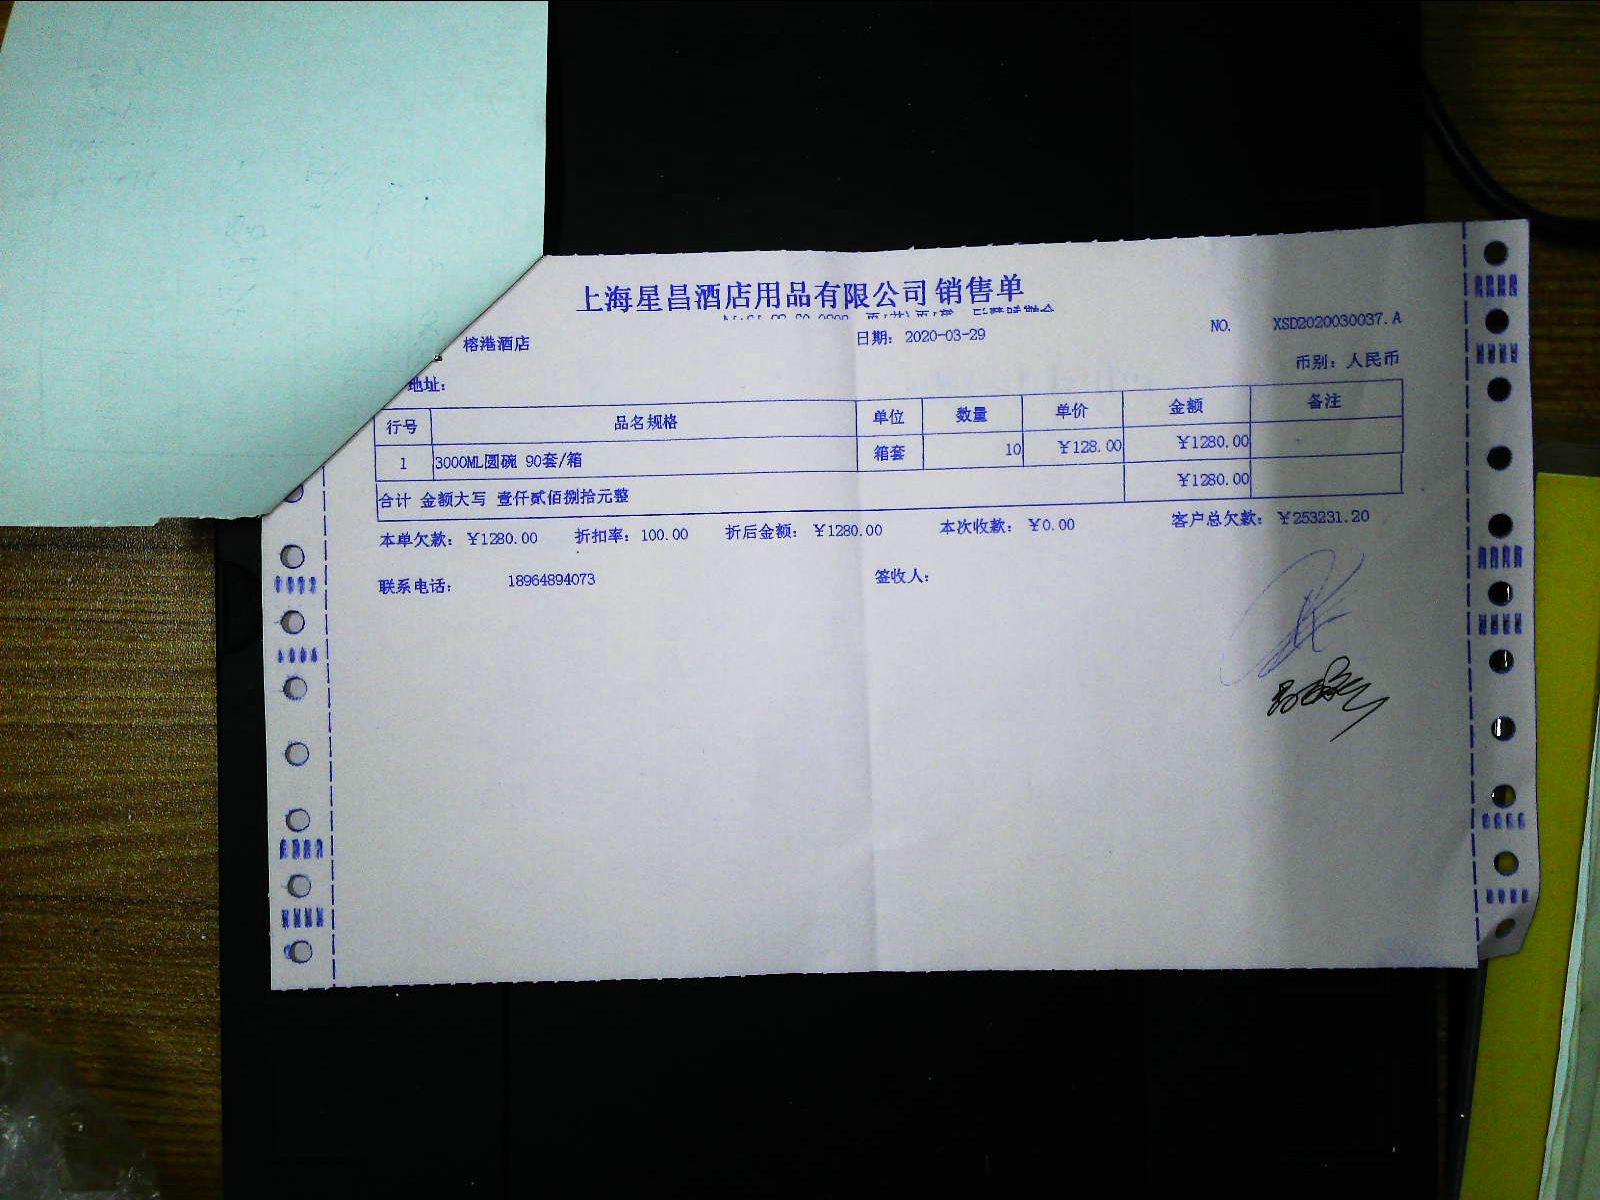 上海星昌酒店用品有限公司 销售单
榕港酒店 日期: 2020-03-29 NO. XSD2020030037.A
地址: 币别: 人民币
行号 品名规格 单位 数量 单价 金额 备注
1 3000ML圆碗 90套/箱 箱套 10 ¥128.00 ¥1280.00
合计 金额大写 壹仟贰佰捌拾元整 ¥1280.00
本单欠款: ¥1280.00 折扣率: 100.00 折后金额: ¥1280.00 本次收款: ¥0.00 客户总欠款: ¥253231.20
联系电话: 18964894073 签收人: